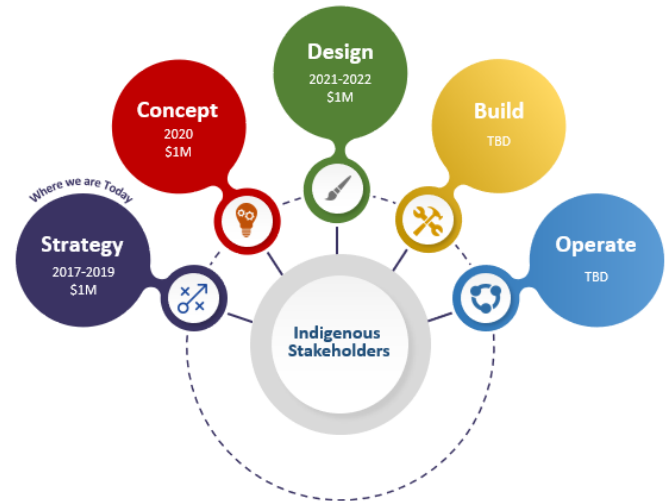 Design
2021-2022
$1M
Concept
2020
$1M
Build
TBD
Where we are Today
Strategy
2017-2019
$1M
Operate
TBD
Indigenous
Stakeholders